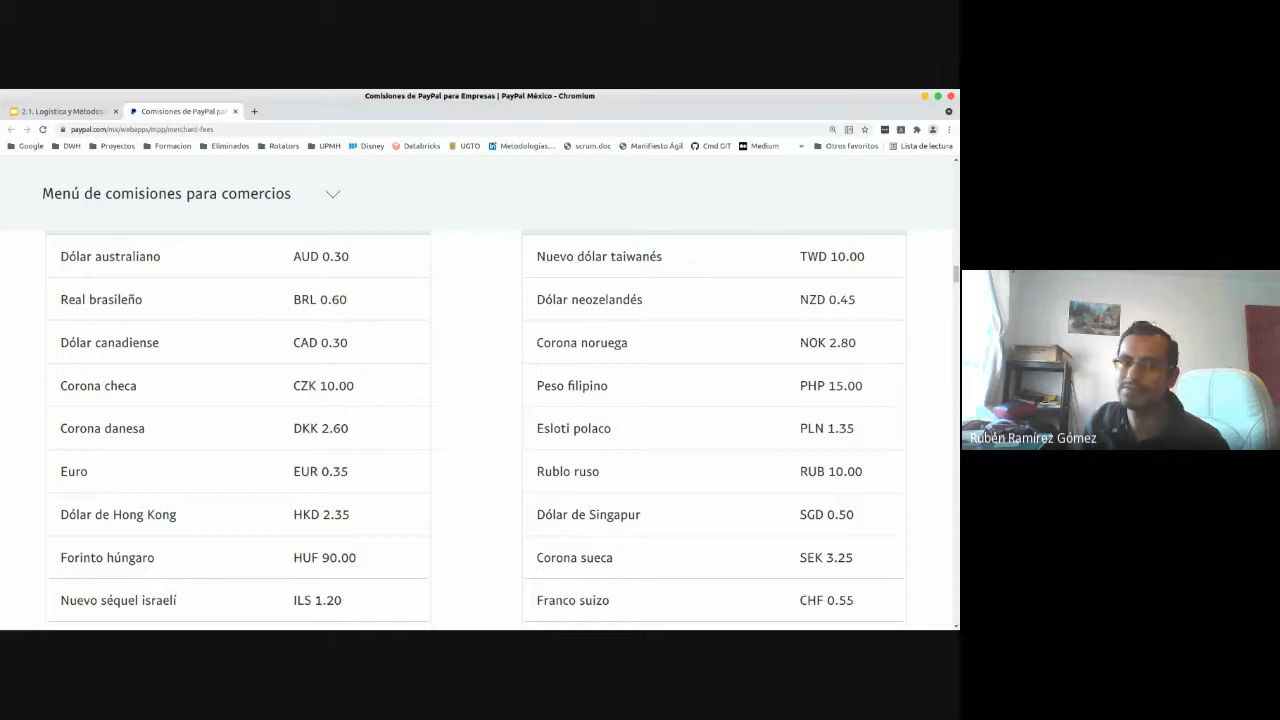 Comisiones de PayPal para Empresas | PayPal México - Chromium
2.1. Logística y Métodos
Comisiones de PayPal pa
paypal.com/mx/webapps/mpp/merchant-fees
Google DWH Proyectos Formacion Eliminados Rotators UPMH Disney Databricks UGTO Metodologías... scrum.doc Manifiesto Ágil Cmd GIT Medium » Otros favoritos Lista de lectura
Menú de comisiones para comercios
Dólar australiano AUD 0.30
Real brasileño BRL 0.60
Dólar canadiense CAD 0.30
Corona checa CZK 10.00
Corona danesa DKK 2.60
Euro EUR 0.35
Dólar de Hong Kong HKD 2.35
Forinto húngaro HUF 90.00
Nuevo séquel israelí ILS 1.20
Nuevo dólar taiwanés TWD 10.00
Dólar neozelandés NZD 0.45
Corona noruega NOK 2.80
Peso filipino PHP 15.00
Esloti polaco PLN 1.35
Rublo ruso RUB 10.00
Dólar de Singapur SGD 0.50
Corona sueca SEK 3.25
Franco suizo CHF 0.55
Rubén Ramírez Gómez